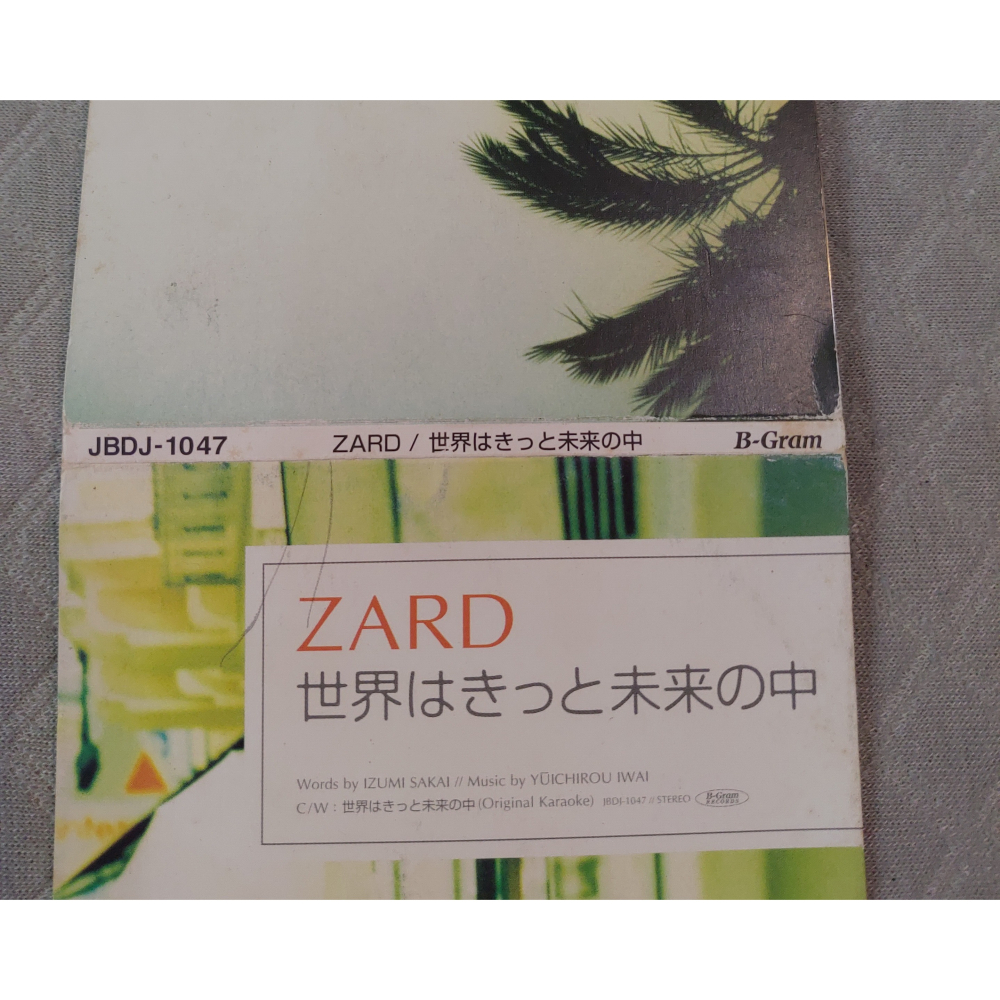 JBDJ-1047 ZARD / 世界はきっと未来の中 B-Gram
ZARD
世界はきっと未来の中
Words by IZUMI SAKAI // Music by YŪICHIROU IWAI
C/W : 世界はきっと未来の中 (Original Karaoke) JBDJ-1047 // STEREO B-Gram RECORDS